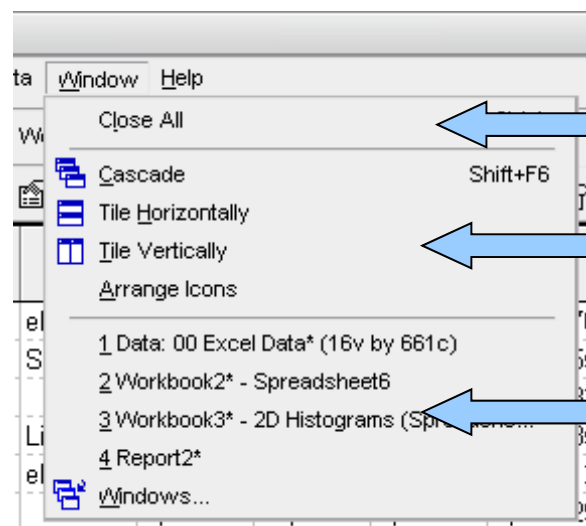 ta Window Help
Close All
Cascade Shift+F6
Tile Horizontally
Tile Vertically
Arrange Icons
1 Data: 00 Excel Data* (16v by 661c)
2 Workbook2* - Spreadsheet6
3 Workbook3* - 2D Histograms
4 Report2*
Windows...